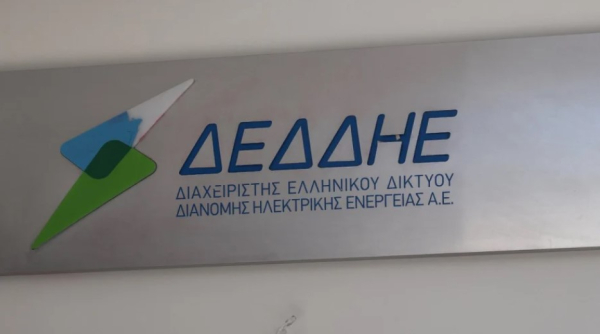 ΔΕΔΔΗΕ
ΔΙΑΧΕΙΡΙΣΤΗΣ ΕΛΛΗΝΙΚΟΥ ΔΙΚΤΥΟΥ
ΔΙΑΝΟΜΗΣ ΗΛΕΚΤΡΙΚΗΣ ΕΝΕΡΓΕΙΑΣ Α.Ε.